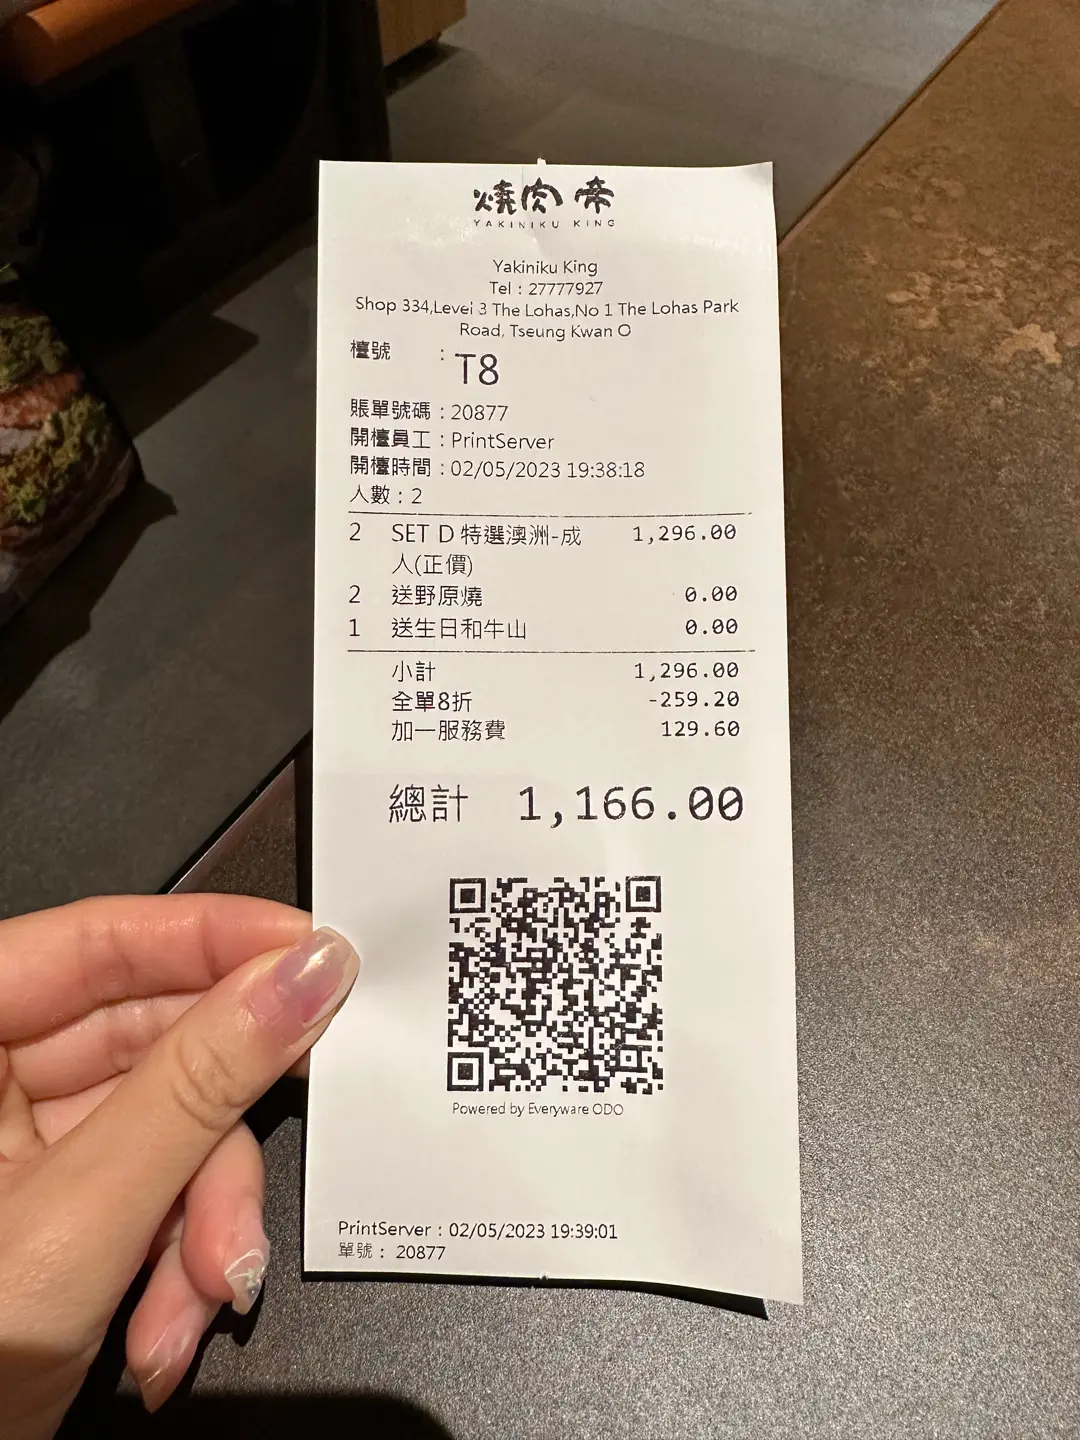 燒肉帝
YAKINIKU KING
Yakiniku King
Tel : 27777927
Shop 334,Level 3 The Lohas,No 1 The Lohas Park
Road, Tseung Kwan O
檯號 : T8
賬單號碼 : 20877
開檯員工 : PrintServer
開檯時間 : 02/05/2023 19:38:18
人數 : 2
2 SET D 特選澳洲-成 1,296.00
人(正價)
2 送野原燒 0.00
1 送生日和牛山 0.00
小計 1,296.00
全單8折 -259.20
加一服務費 129.60
總計 1,166.00
Powered by Everyware ODO
PrintServer : 02/05/2023 19:39:01
單號 : 20877